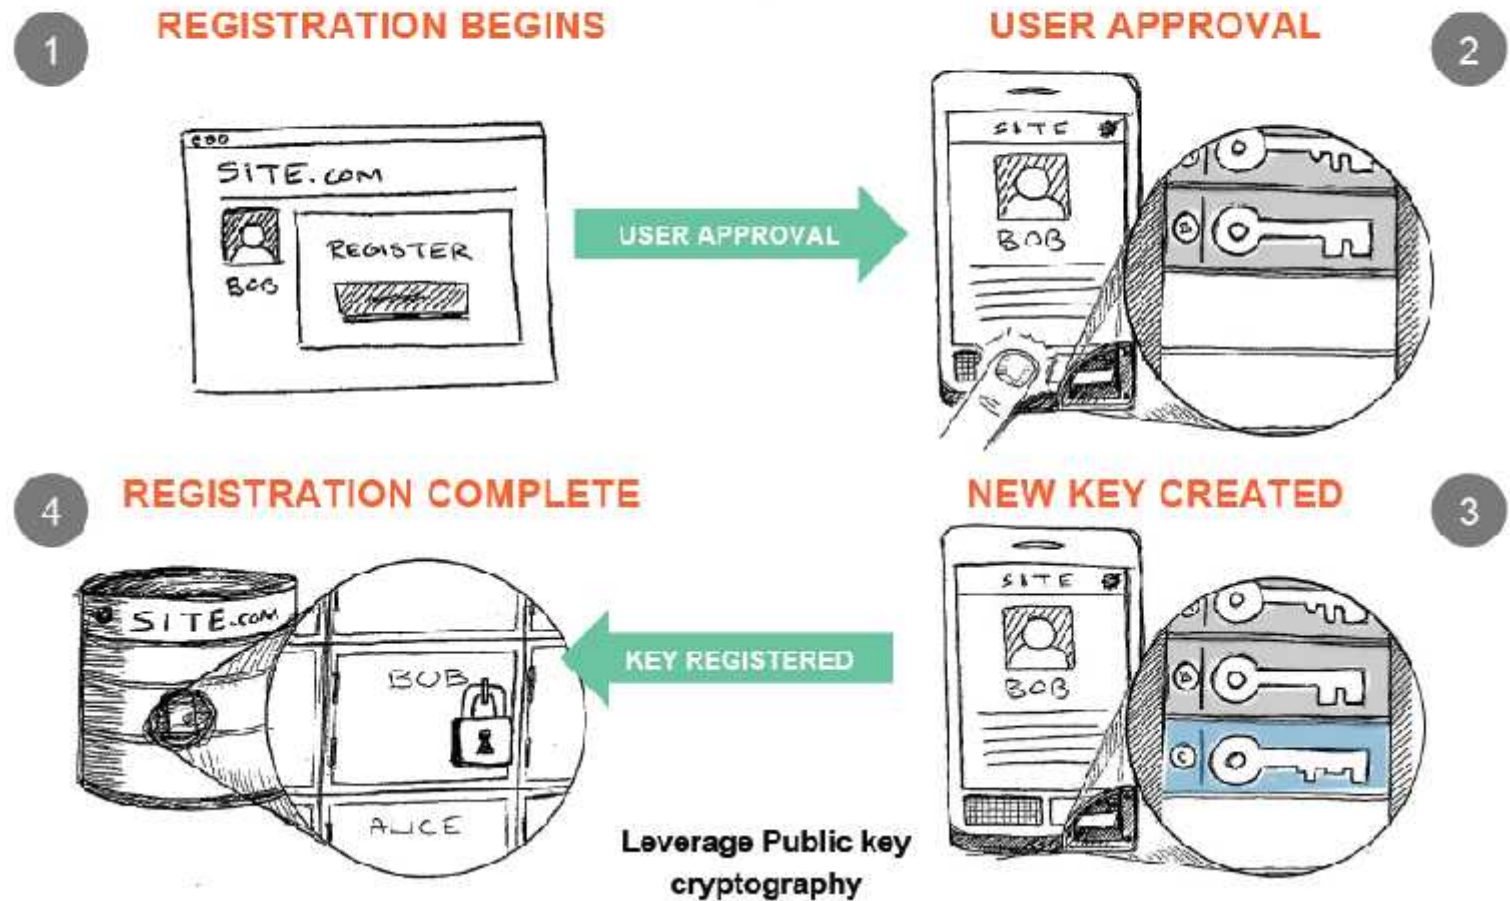 1
REGISTRATION BEGINS
SITE.COM
BOB
REGISTER
USER APPROVAL
USER APPROVAL
2
SITE
BOB
B
4
REGISTRATION COMPLETE
SITE.COM
BOB
ALICE
KEY REGISTERED
NEW KEY CREATED
3
SITE
BOB
B
C
Leverage Public key
cryptography